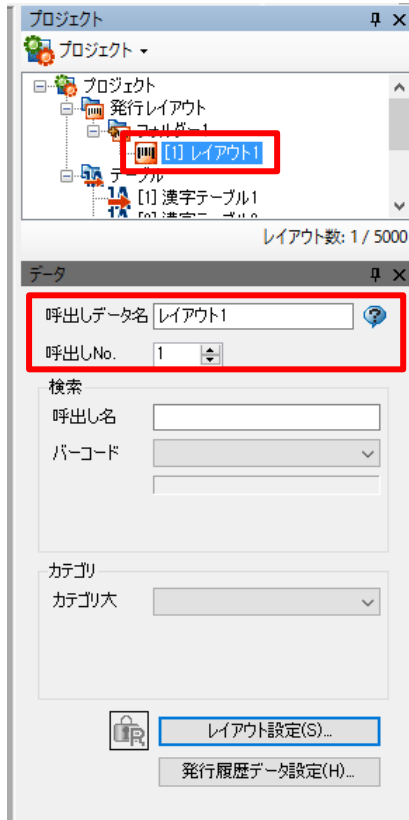 プロジェクト
プロジェクト
プロジェクト
発行レイアウト
フォルダー1
[1] レイアウト1
テーブル
[1] 漢字テーブル1
レイアウト数: 1 / 5000
データ
呼出しデータ名 レイアウト1
呼出しNo. 1
検索
呼出し名
バーコード
カテゴリ
カテゴリ大
レイアウト設定(S)...
発行履歴データ設定(H)...